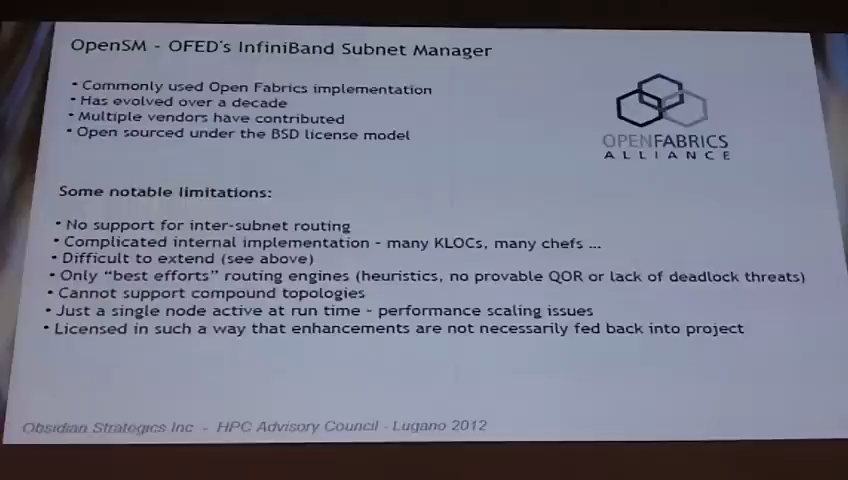 OpenSM - OFED's InfiniBand Subnet Manager
• Commonly used Open Fabrics implementation
• Has evolved over a decade
• Multiple vendors have contributed
• Open sourced under the BSD license model
OPENFABRICS
ALLIANCE
Some notable limitations:
• No support for inter-subnet routing
• Complicated internal implementation - many KLOCs, many chefs ...
• Difficult to extend (see above)
• Only "best efforts" routing engines (heuristics, no provable QOR or lack of deadlock threats)
• Cannot support compound topologies
• Just a single node active at run time - performance scaling issues
• Licensed in such a way that enhancements are not necessarily fed back into project
Obsidian Strategics Inc - HPC Advisory Council - Lugano 2012